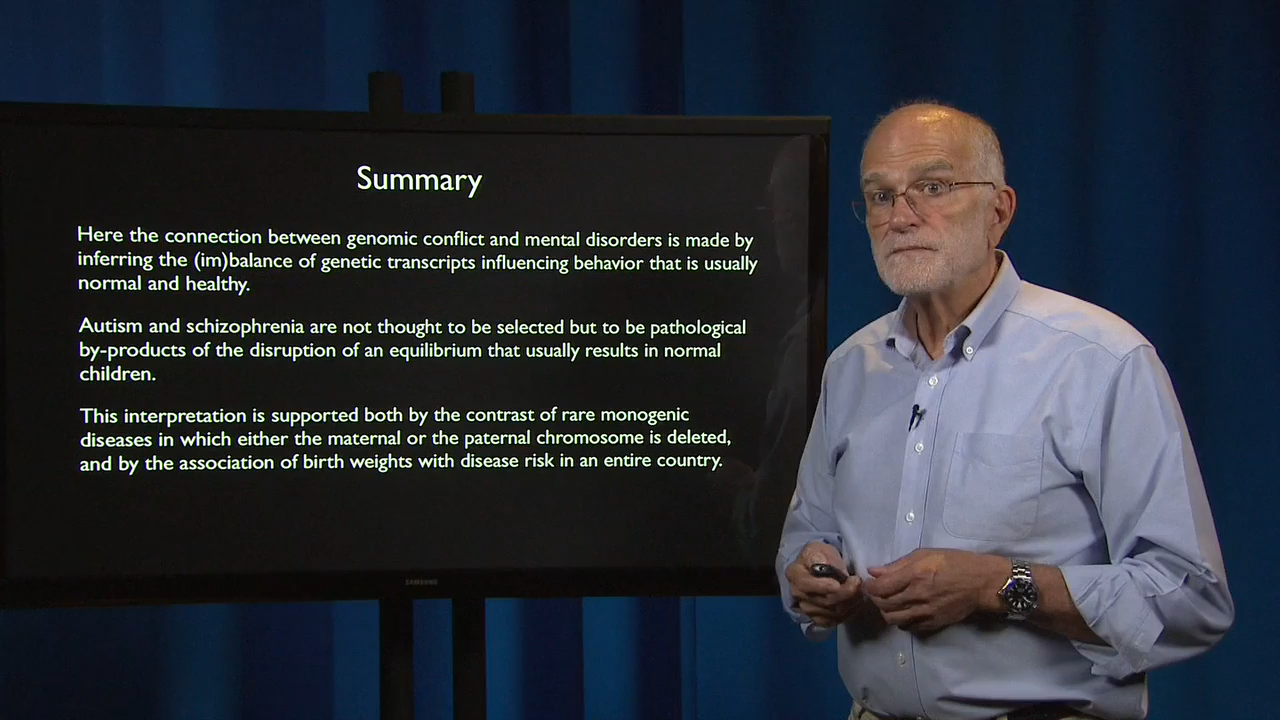 Summary
Here the connection between genomic conflict and mental disorders is made by
inferring the (im)balance of genetic transcripts influencing behavior that is usually
normal and healthy.
Autism and schizophrenia are not thought to be selected but to be pathological
by-products of the disruption of an equilibrium that usually results in normal
children.
This interpretation is supported both by the contrast of rare monogenic
diseases in which either the maternal or the paternal chromosome is deleted,
and by the association of birth weights with disease risk in an entire country.
SAMSUNG